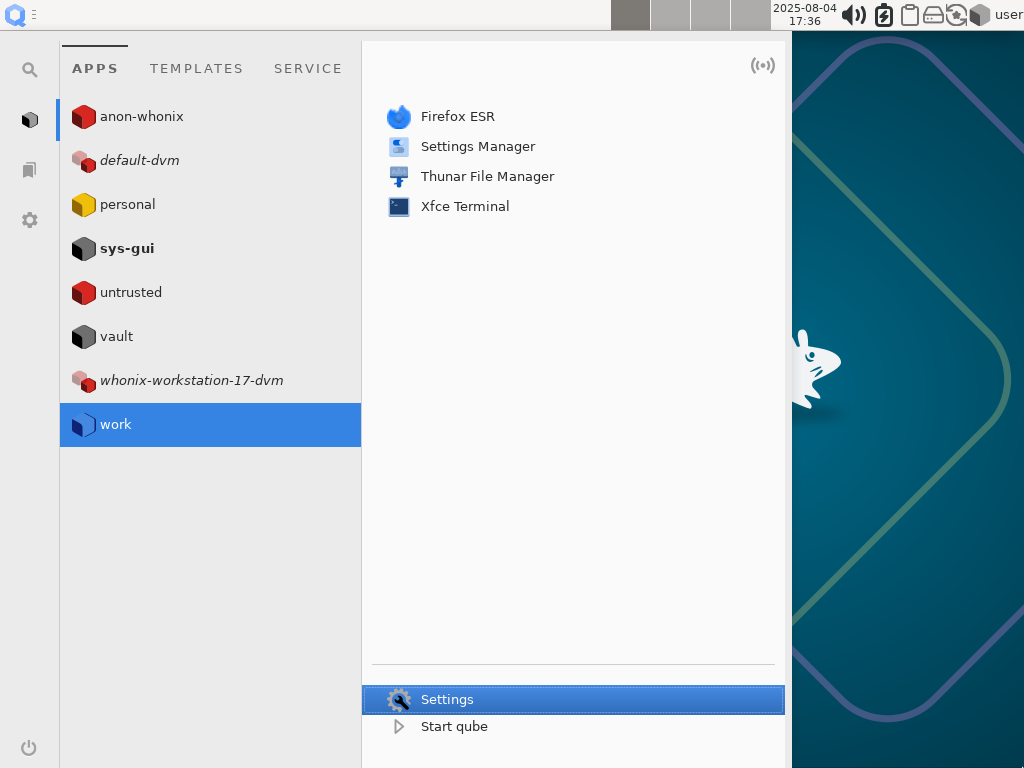 2025-08-04
17:36
user
APPS TEMPLATES SERVICE
anon-whonix
default-dvm
personal
sys-gui
untrusted
vault
whonix-workstation-17-dvm
work
Firefox ESR
Settings Manager
Thunar File Manager
Xfce Terminal
Settings
Start qube